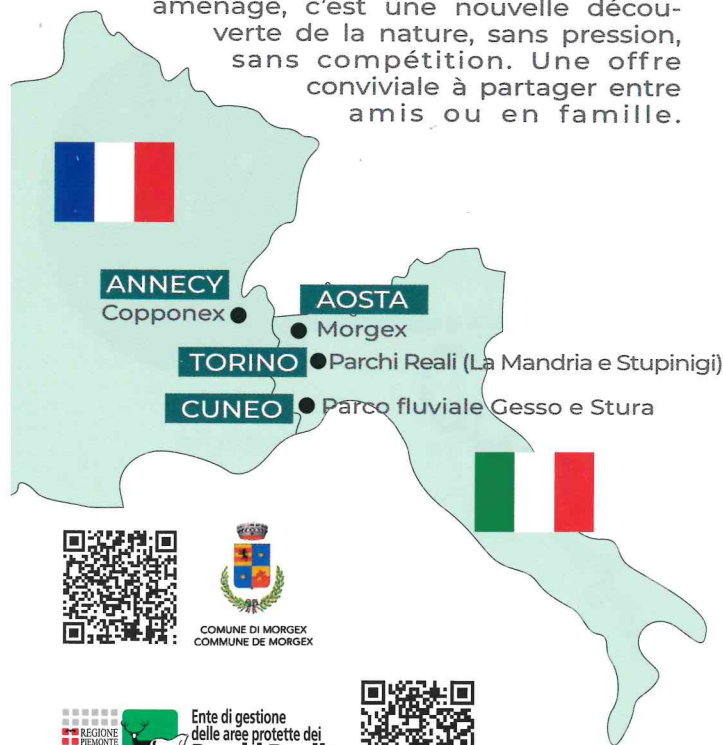 aménagé, c'est une nouvelle décou-
verte de la nature, sans pression,
sans compétition. Une offre
conviviale à partager entre
amis ou en famille.
ANNECY
Copponex
AOSTA
Morgex
TORINO
Parchi Reali (La Mandria e Stupinigi)
CUNEO
Parco fluviale Gesso e Stura
COMUNE DI MORGEX
COMMUNE DE MORGEX
REGIONE
PIEMONTE
Ente di gestione
delle aree protette dei